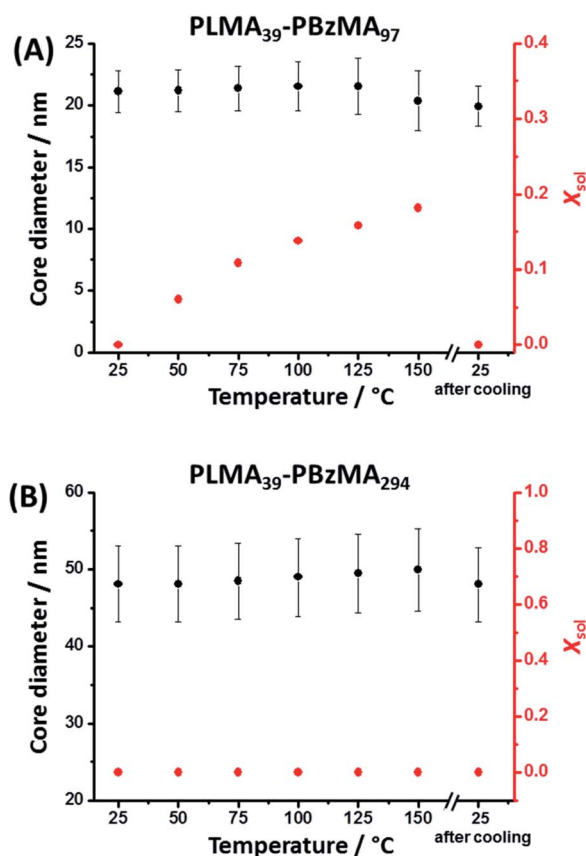 (A)
PLMA39-PBzMA97
25
20
15
10
5
0
Core diameter / nm
0.4
0.3
0.2
0.1
0.0
Xsol
25 50 75 100 125 150 25
after cooling
Temperature / °C
(B)
PLMA39-PBzMA294
60
50
40
30
20
Core diameter / nm
1.0
0.8
0.6
0.4
0.2
0.0
Xsol
25 50 75 100 125 150 25
after cooling
Temperature / °C